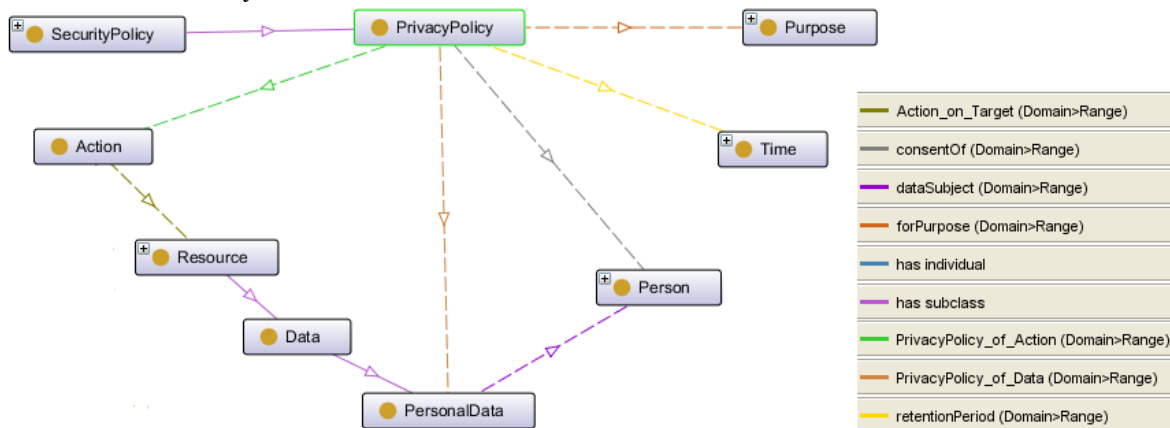 SecurityPolicy
PrivacyPolicy
Purpose
Action
Time
Resource
Person
Data
PersonalData
Action_on_Target (Domain>Range)
consentOf (Domain>Range)
dataSubject (Domain>Range)
forPurpose (Domain>Range)
has individual
has subclass
PrivacyPolicy_of_Action (Domain>Range)
PrivacyPolicy_of_Data (Domain>Range)
retentionPeriod (Domain>Range)